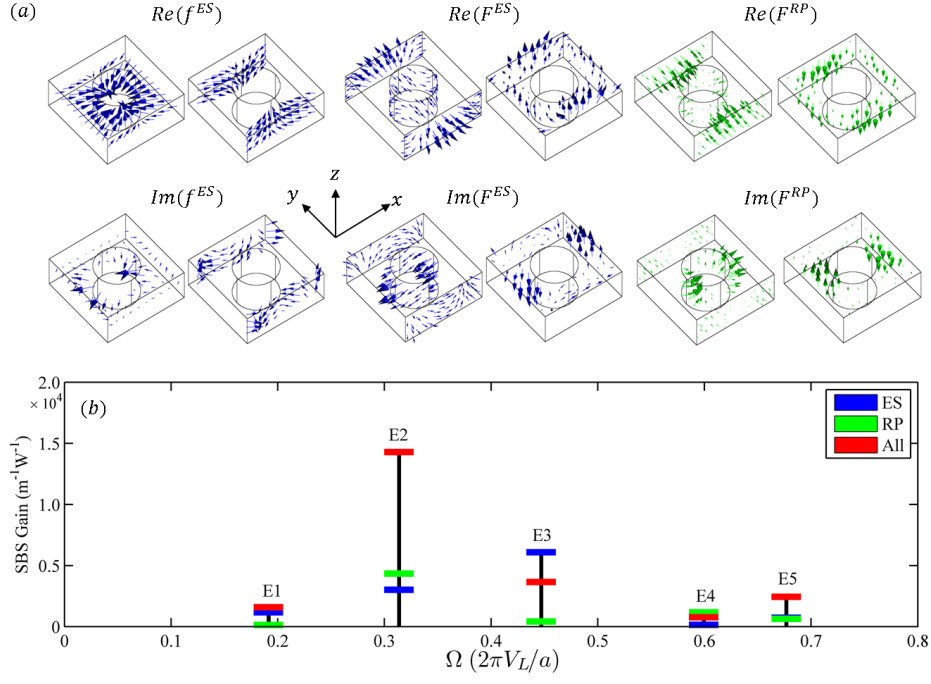 (a)
Re(f^ES) Re(F^ES) Re(F^RP)
z
y x
Im(f^ES) Im(F^ES) Im(F^RP)
(b)
2.0
× 10^4
1.5
1.0
0.5
0
SBS Gain (m⁻¹W⁻¹)
ES
RP
All
E1
E2
E3
E4
E5
0 0.1 0.2 0.3 0.4 0.5 0.6 0.7 0.8
Ω (2πV_L/a)